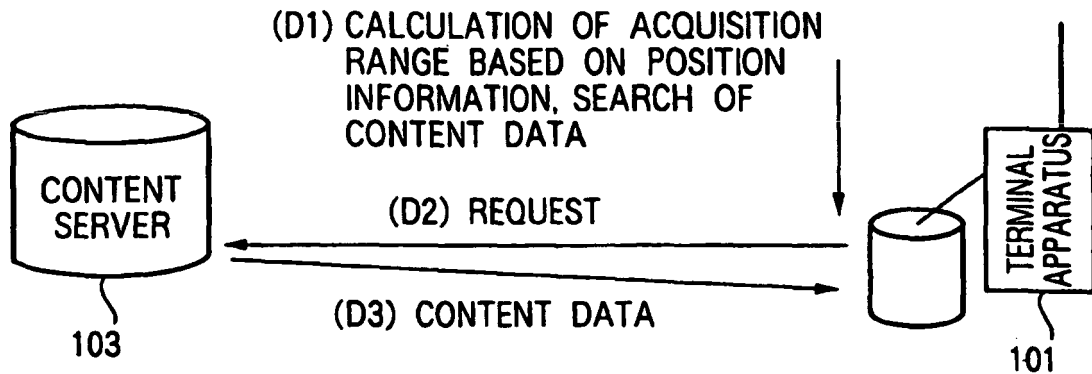 (D1) CALCULATION OF ACQUISITION
RANGE BASED ON POSITION
INFORMATION, SEARCH OF
CONTENT DATA
CONTENT
SERVER
(D2) REQUEST
(D3) CONTENT DATA
TERMINAL
APPARATUS
103
101